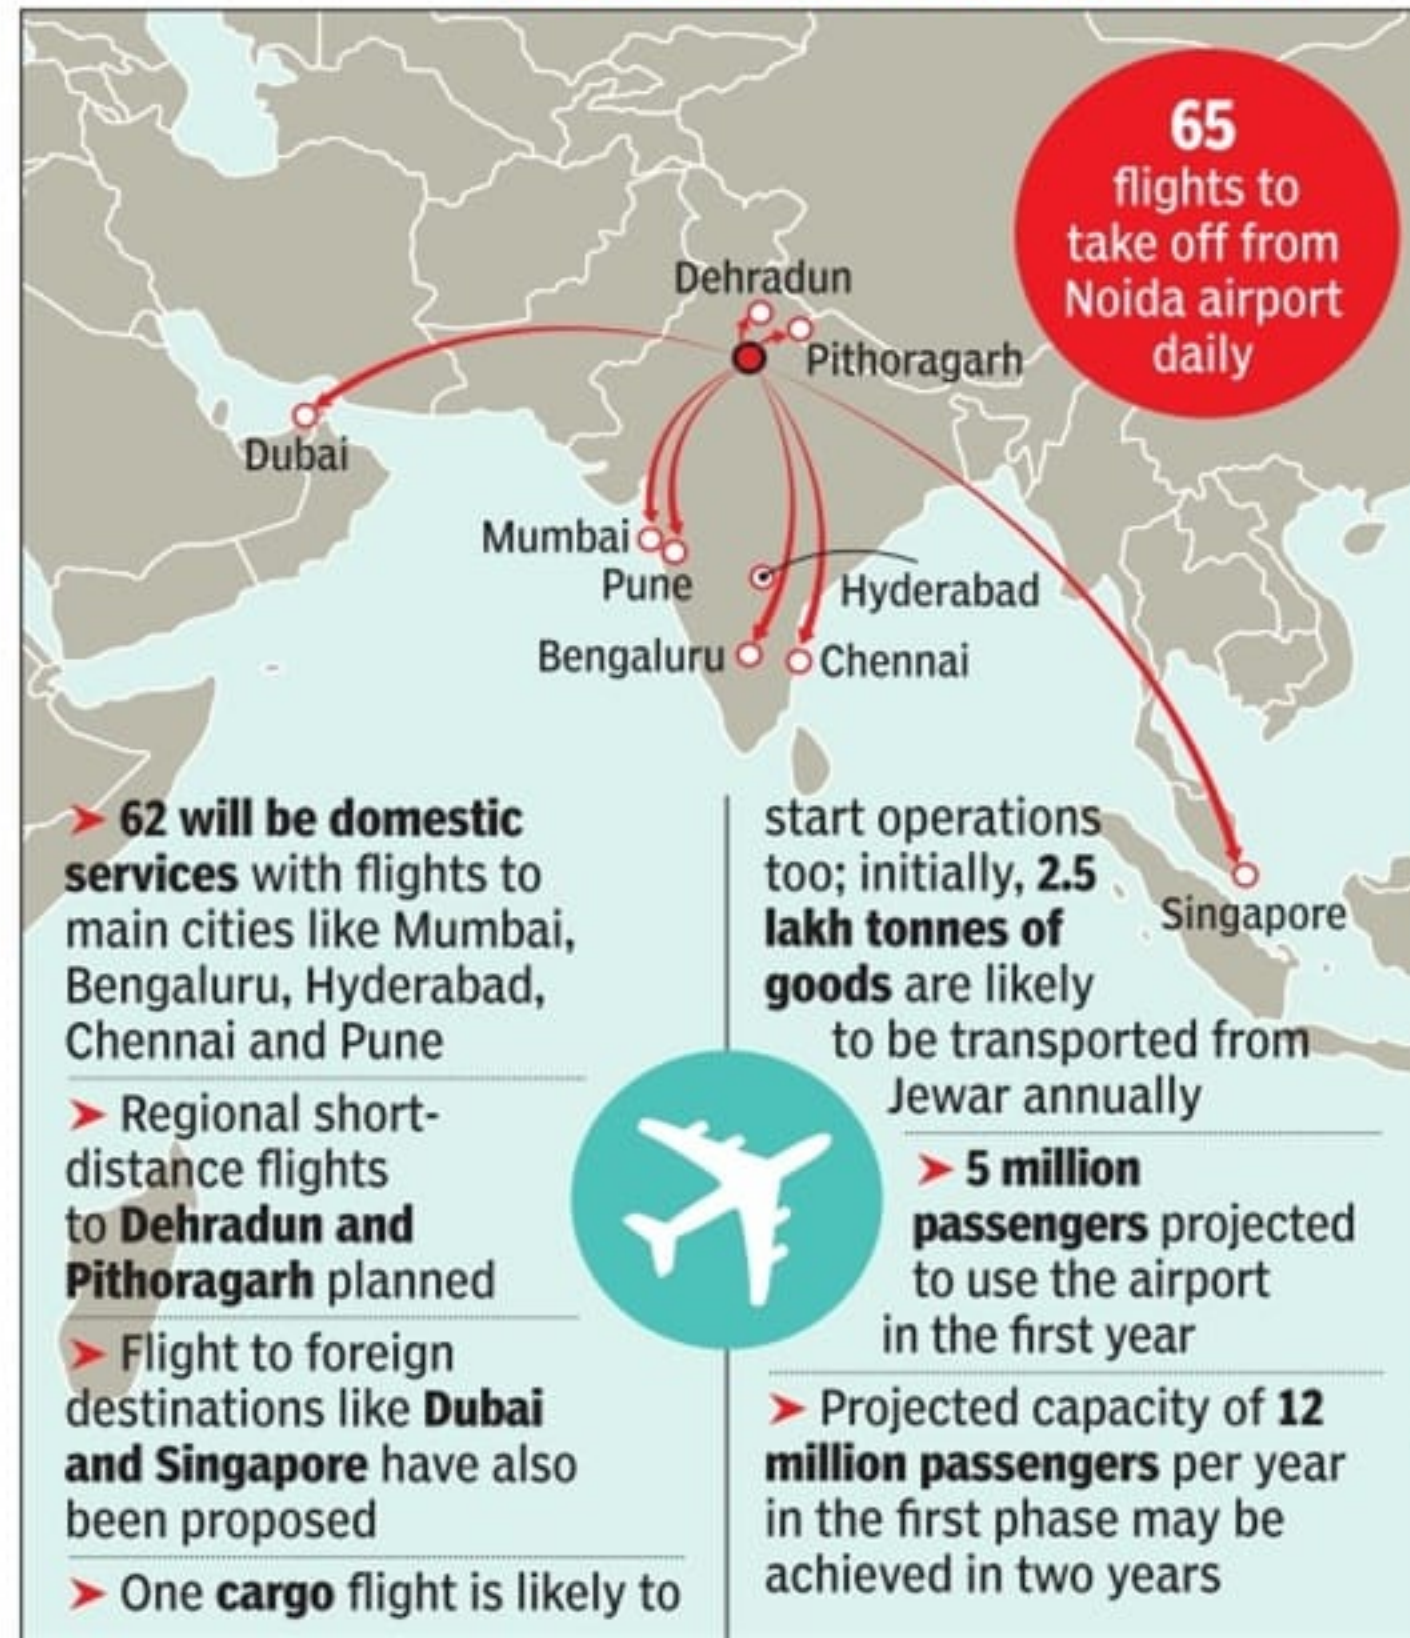 65
flights to
take off from
Noida airport
daily
Dehradun
Pithoragarh
Dubai
Mumbai
Pune
Hyderabad
Bengaluru
Chennai
Singapore
➤ 62 will be domestic
services with flights to
main cities like Mumbai,
Bengaluru, Hyderabad,
Chennai and Pune
➤ Regional short-
distance flights
to Dehradun and
Pithoragarh planned
➤ Flight to foreign
destinations like Dubai
and Singapore have also
been proposed
➤ One cargo flight is likely to
start operations
too; initially, 2.5
lakh tonnes of
goods are likely
to be transported from
Jewar annually
➤ 5 million
passengers projected
to use the airport
in the first year
➤ Projected capacity of 12
million passengers per year
in the first phase may be
achieved in two years